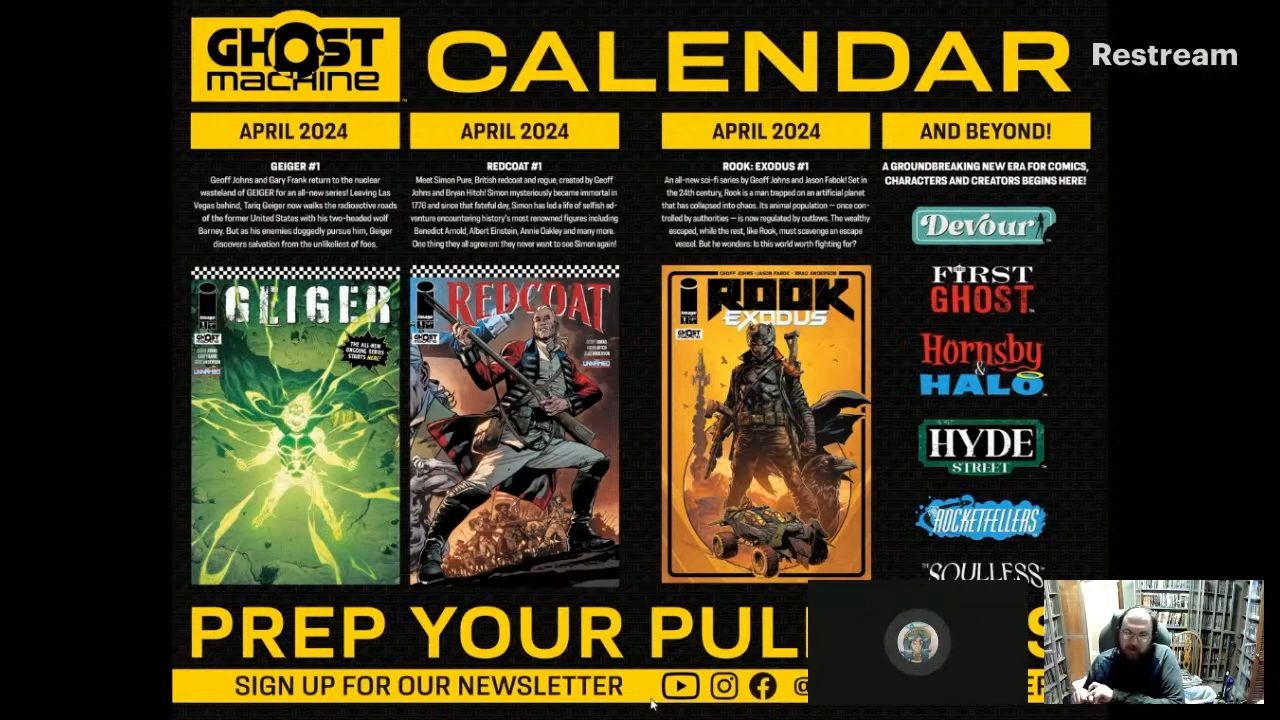 GHOST
machine
CALENDAR
Restream
APRIL 2024
APRIL 2024
APRIL 2024
AND BEYOND!
GEIGER #1
Geoff Johns and Gary Frank return to the nuclear
wasteland of GEIGER for an all-new series! Leaving Las
Vegas behind, Tariq Geiger now walks the radioactive roads
of the former United States with his two-headed wolf
Barney. But as his enemies doggedly pursue him, Geiger
discovers salvation from the unlikeliest of foes.
REDCOAT #1
Meet Simon Pure, British redcoat and rogue, created by Geoff
Johns and Bryan Hitch! Simon mysteriously became immortal in
1776 and since that fateful day, Simon has led a life of selfish ad-
venture encountering history's most renowned figures including
Benedict Arnold, Albert Einstein, Annie Oakley and many more.
One thing they all agree on: they never want to see Simon again!
ROOK: EXODUS #1
An all-new sci-fi series by Geoff Johns and Jason Fabok! Set in
the 24th century, Rook is a man trapped on an artificial planet
that has collapsed into chaos. Its animal population — once con-
trolled by authorities — is now regulated by outlaws. The wealthy
escaped, while the rest, like Rook, must scavenge an escape
vessel. But he wonders: Is this world worth fighting for?
A GROUNDBREAKING NEW ERA FOR COMICS,
CHARACTERS AND CREATORS BEGINS HERE!
GEIGER
THE ALL-NEW
ONGOING SERIES
STARTS HERE!
REDCOAT
GEOFF JOHNS • JASON FABOK • BRAD ANDERSON
ROOK
EXODUS
Devour
THE FIRST
GHOST
Hornsby
&
HALO
HYDE
STREET
ROCKETFELLERS
THE SOULLESS
PREP YOUR PULL
SIGN UP FOR OUR NEWSLETTER